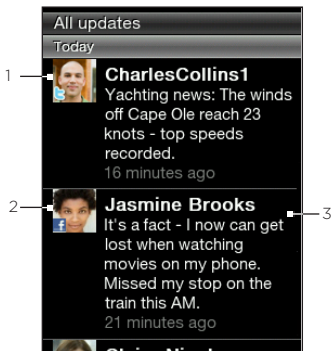 All updates
Today
1
CharlesCollins1
Yachting news: The winds
off Cape Ole reach 23
knots - top speeds
recorded.
16 minutes ago
2
Jasmine Brooks
3
It's a fact - I now can get
lost when watching
movies on my phone.
Missed my stop on the
train this AM.
21 minutes ago